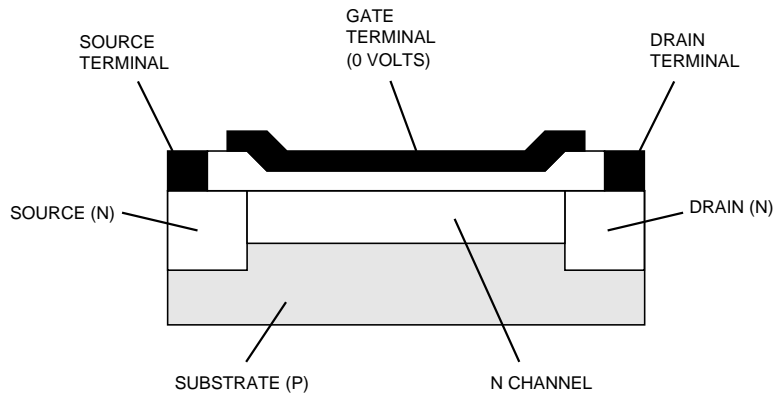 SOURCE
TERMINAL
GATE
TERMINAL
(0 VOLTS)
DRAIN
TERMINAL
SOURCE (N)
DRAIN (N)
SUBSTRATE (P)
N CHANNEL